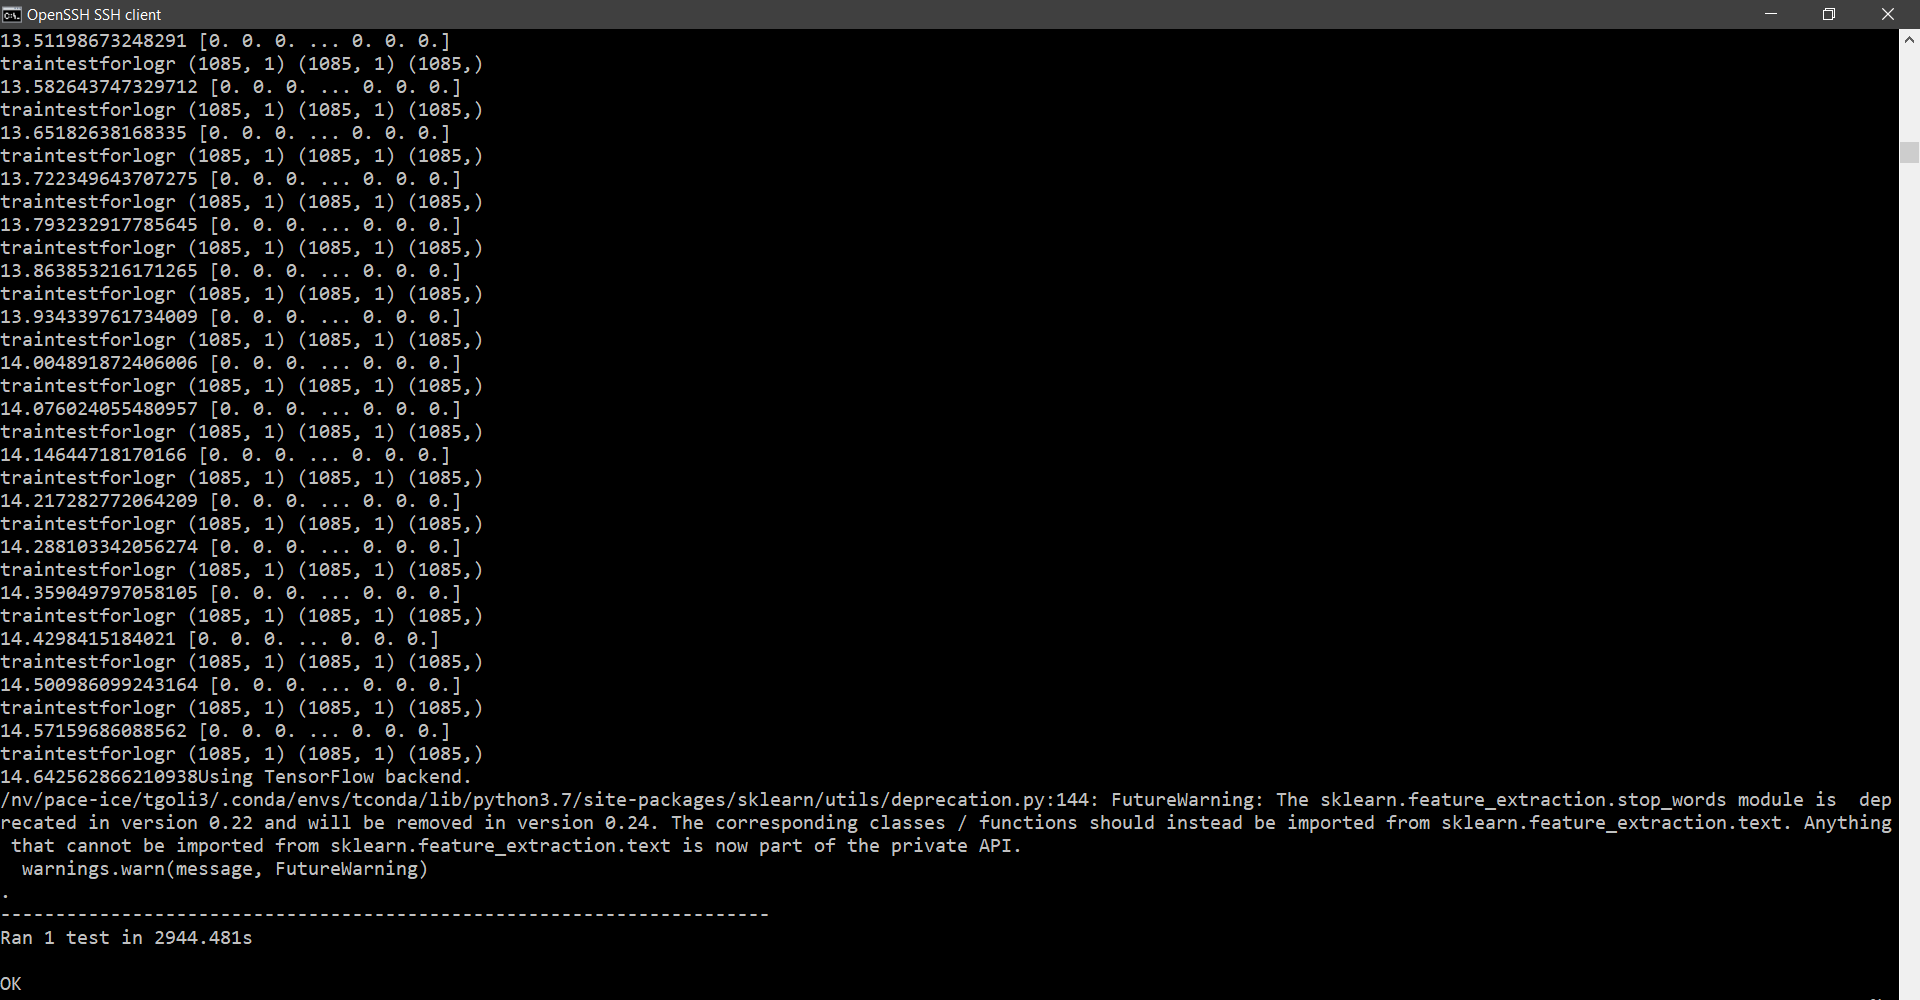 OpenSSH SSH client
13.51198673248291 [0. 0. 0. ... 0. 0. 0.]
traintestforlogr (1085, 1) (1085, 1) (1085,)
13.582643747329712 [0. 0. 0. ... 0. 0. 0.]
traintestforlogr (1085, 1) (1085, 1) (1085,)
13.65182638168335 [0. 0. 0. ... 0. 0. 0.]
traintestforlogr (1085, 1) (1085, 1) (1085,)
13.722349643707275 [0. 0. 0. ... 0. 0. 0.]
traintestforlogr (1085, 1) (1085, 1) (1085,)
13.793232917785645 [0. 0. 0. ... 0. 0. 0.]
traintestforlogr (1085, 1) (1085, 1) (1085,)
13.863853216171265 [0. 0. 0. ... 0. 0. 0.]
traintestforlogr (1085, 1) (1085, 1) (1085,)
13.934339761734009 [0. 0. 0. ... 0. 0. 0.]
traintestforlogr (1085, 1) (1085, 1) (1085,)
14.004891872406006 [0. 0. 0. ... 0. 0. 0.]
traintestforlogr (1085, 1) (1085, 1) (1085,)
14.076024055480957 [0. 0. 0. ... 0. 0. 0.]
traintestforlogr (1085, 1) (1085, 1) (1085,)
14.14644718170166 [0. 0. 0. ... 0. 0. 0.]
traintestforlogr (1085, 1) (1085, 1) (1085,)
14.217282772064209 [0. 0. 0. ... 0. 0. 0.]
traintestforlogr (1085, 1) (1085, 1) (1085,)
14.288103342056274 [0. 0. 0. ... 0. 0. 0.]
traintestforlogr (1085, 1) (1085, 1) (1085,)
14.359049797058105 [0. 0. 0. ... 0. 0. 0.]
traintestforlogr (1085, 1) (1085, 1) (1085,)
14.4298415184021 [0. 0. 0. ... 0. 0. 0.]
traintestforlogr (1085, 1) (1085, 1) (1085,)
14.500986099243164 [0. 0. 0. ... 0. 0. 0.]
traintestforlogr (1085, 1) (1085, 1) (1085,)
14.57159686088562 [0. 0. 0. ... 0. 0. 0.]
traintestforlogr (1085, 1) (1085, 1) (1085,)
14.642562866210938Using TensorFlow backend.
/nv/pace-ice/tgoli3/.conda/envs/tconda/lib/python3.7/site-packages/sklearn/utils/deprecation.py:144: FutureWarning: The sklearn.feature_extraction.stop_words module is  dep
recated in version 0.22 and will be removed in version 0.24. The corresponding classes / functions should instead be imported from sklearn.feature_extraction.text. Anything
 that cannot be imported from sklearn.feature_extraction.text is now part of the private API.
  warnings.warn(message, FutureWarning)
.
----------------------------------------------------------------------
Ran 1 test in 2944.481s
OK